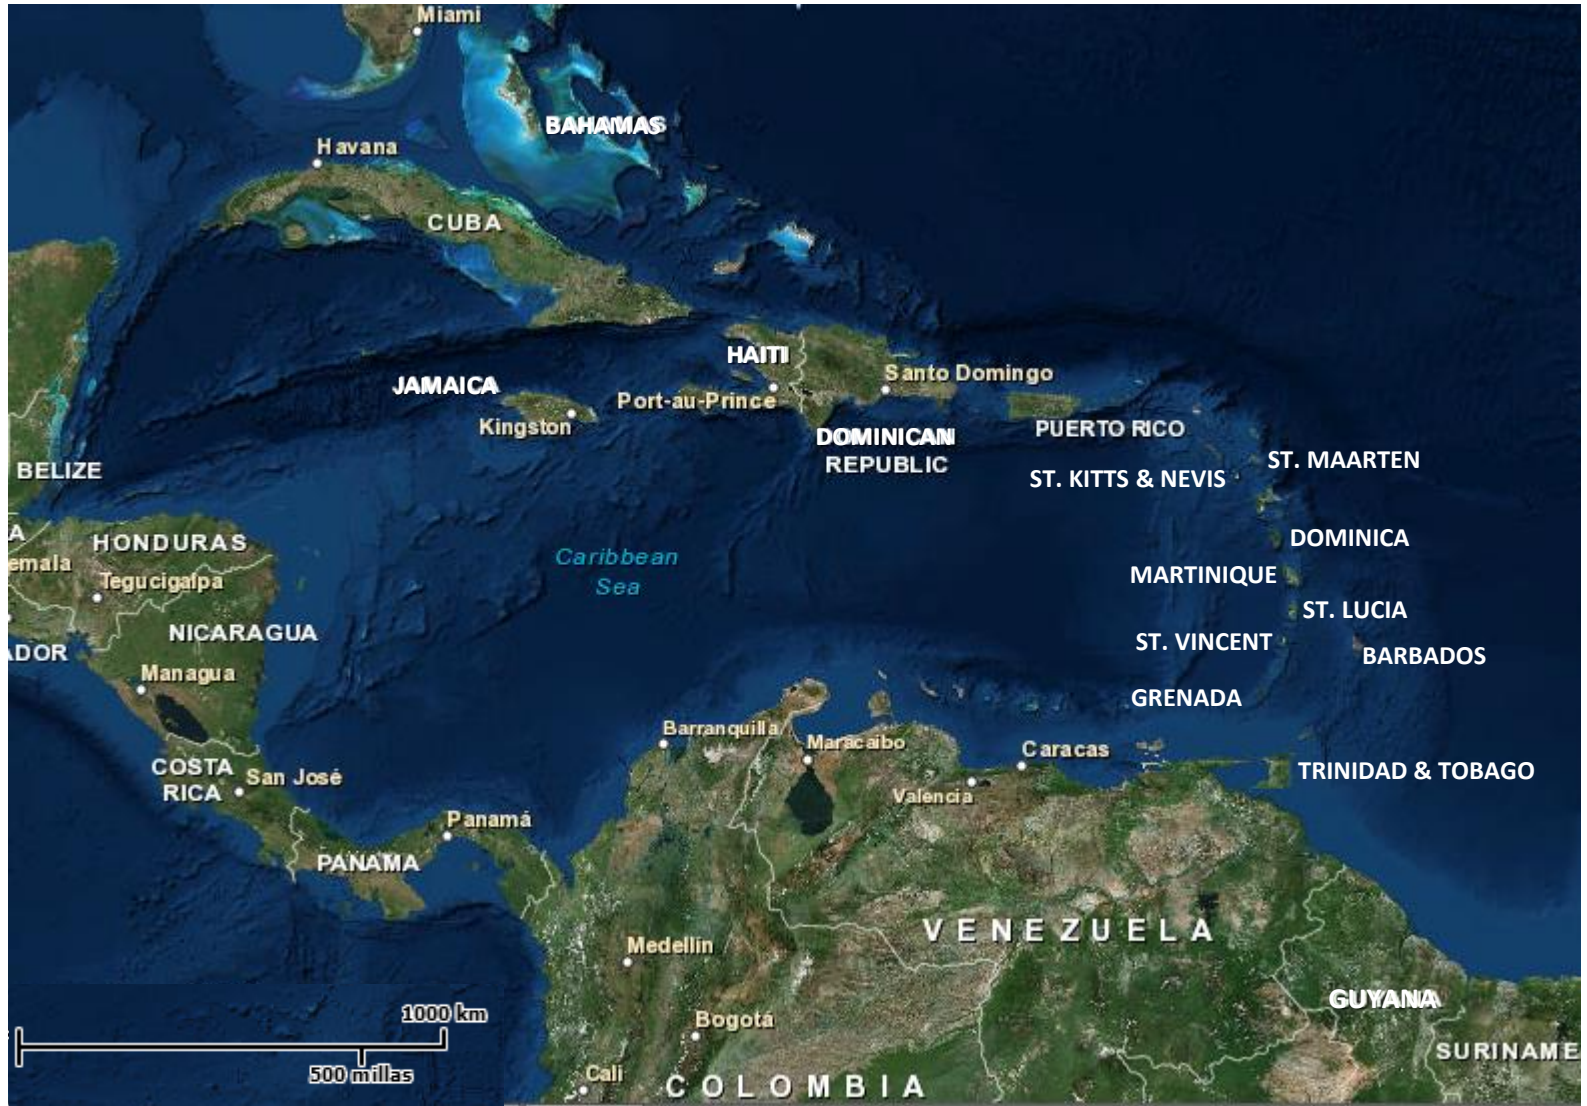 Miami
BAHAMAS
Havana
CUBA
HAITI
Santo Domingo
JAMAICA
Port-au-Prince
Kingston
DOMINICAN
REPUBLIC
PUERTO RICO
ST. MAARTEN
ST. KITTS & NEVIS
BELIZE
A
HONDURAS
emala
Tegucigalpa
Caribbean
Sea
DOMINICA
MARTINIQUE
ST. LUCIA
NICARAGUA
ADOR
ST. VINCENT
BARBADOS
Managua
GRENADA
Barranquilla
Maracaibo
Caracas
COSTA
RICA
San José
Valencia
TRINIDAD & TOBAGO
Panamá
PANAMA
VENEZUELA
Medellín
GUYANA
1000 km
Bogotá
SURINAME
500 millas
Cali
COLOMBIA